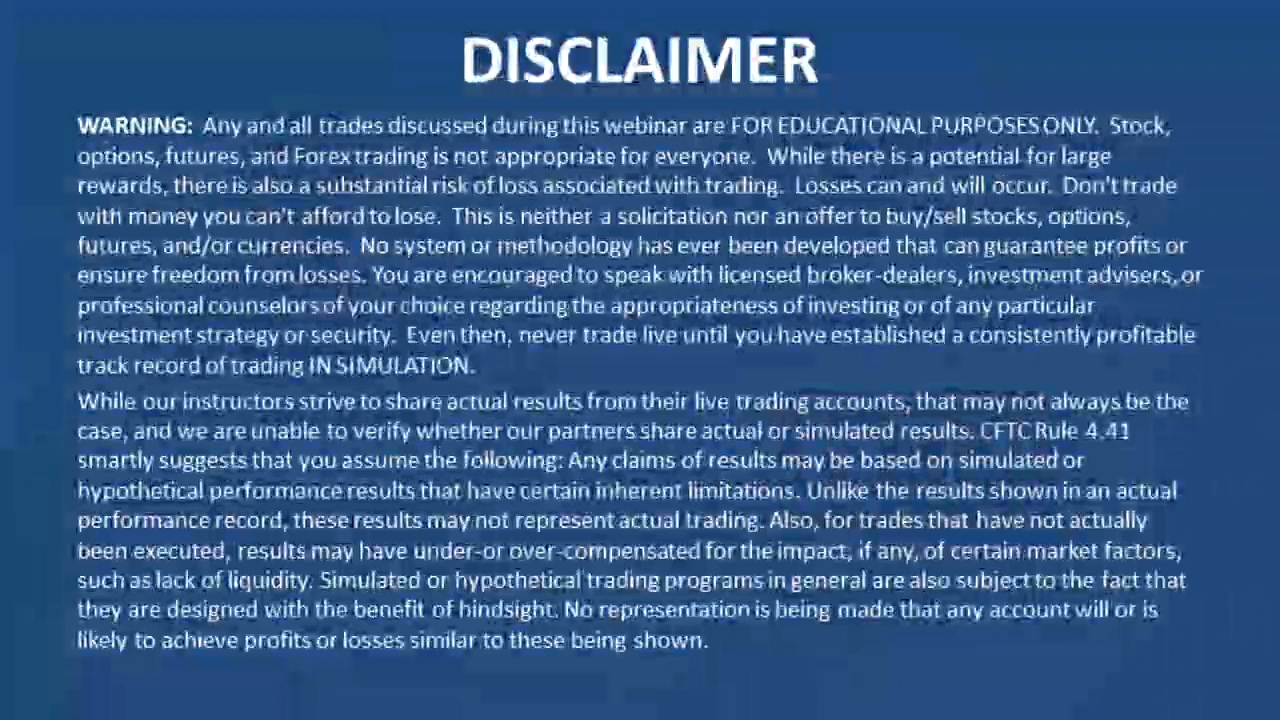 DISCLAIMER
WARNING: Any and all trades discussed during this webinar are FOR EDUCATIONAL PURPOSES ONLY. Stock,
options, futures, and Forex trading is not appropriate for everyone. While there is a potential for large
rewards, there is also a substantial risk of loss associated with trading. Losses can and will occur. Don't trade
with money you can't afford to lose. This is neither a solicitation nor an offer to buy/sell stocks, options,
futures, and/or currencies. No system or methodology has ever been developed that can guarantee profits or
ensure freedom from losses. You are encouraged to speak with licensed broker-dealers, investment advisers, or
professional counselors of your choice regarding the appropriateness of investing or of any particular
investment strategy or security. Even then, never trade live until you have established a consistently profitable
track record of trading IN SIMULATION.
While our instructors strive to share actual results from their live trading accounts, that may not always be the
case, and we are unable to verify whether our partners share actual or simulated results. CFTC Rule 4.41
smartly suggests that you assume the following: Any claims of results may be based on simulated or
hypothetical performance results that have certain inherent limitations. Unlike the results shown in an actual
performance record, these results may not represent actual trading. Also, for trades that have not actually
been executed, results may have under-or over-compensated for the impact, if any, of certain market factors,
such as lack of liquidity. Simulated or hypothetical trading programs in general are also subject to the fact that
they are designed with the benefit of hindsight. No representation is being made that any account will or is
likely to achieve profits or losses similar to these being shown.